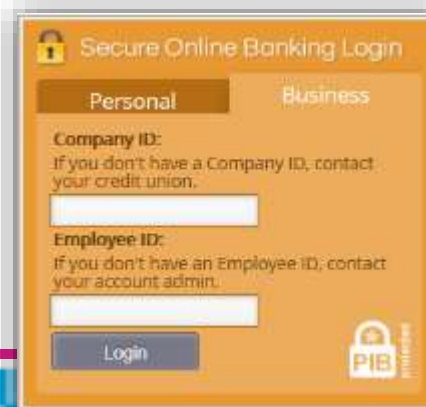 Secure Online Banking Login
Personal
Business
Company ID:
If you don't have a Company ID, contact
your credit union.
Employee ID:
If you don't have an Employee ID, contact
your account admin.
Login
PIB
protected